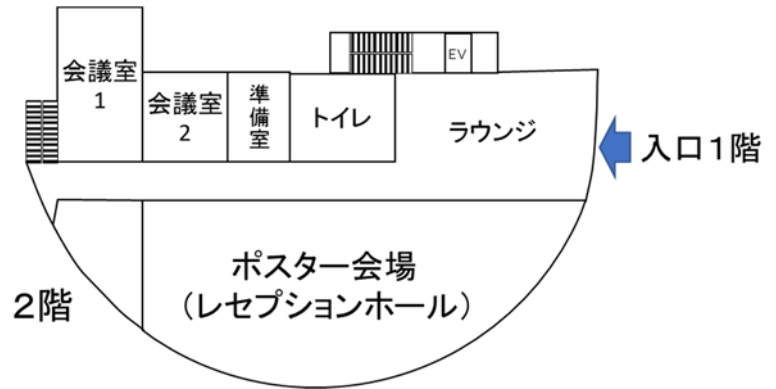 会議室
1
会議室
2
準備室
トイレ
EV
ラウンジ
入口1階
ポスター会場
（レセプションホール）
2階